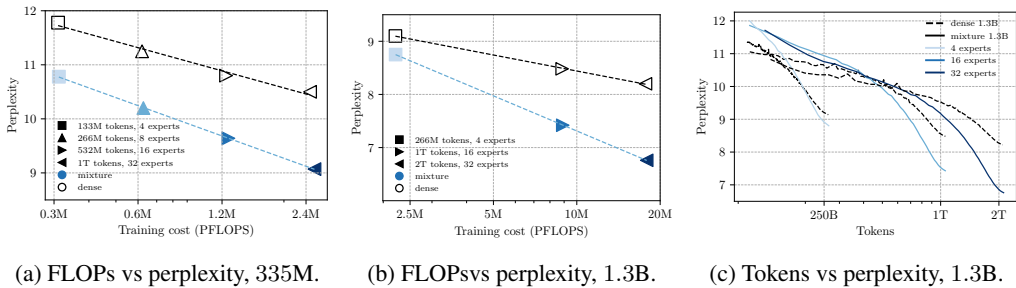 12
11
10
9
Perplexity
133M tokens, 4 experts
266M tokens, 8 experts
532M tokens, 16 experts
1T tokens, 32 experts
mixture
dense
0.3M 0.6M 1.2M 2.4M
Training cost (PFLOPS)
9
8
7
Perplexity
266M tokens, 4 experts
1T tokens, 16 experts
2T tokens, 32 experts
mixture
dense
2.5M 5M 10M 20M
Training cost (PFLOPS)
12
11
10
9
8
7
6
Perplexity
dense 1.3B
mixture 1.3B
4 experts
16 experts
32 experts
250B 1T 2T
Tokens
(a) FLOPs vs perplexity, 335M.
(b) FLOPsvs perplexity, 1.3B.
(c) Tokens vs perplexity, 1.3B.